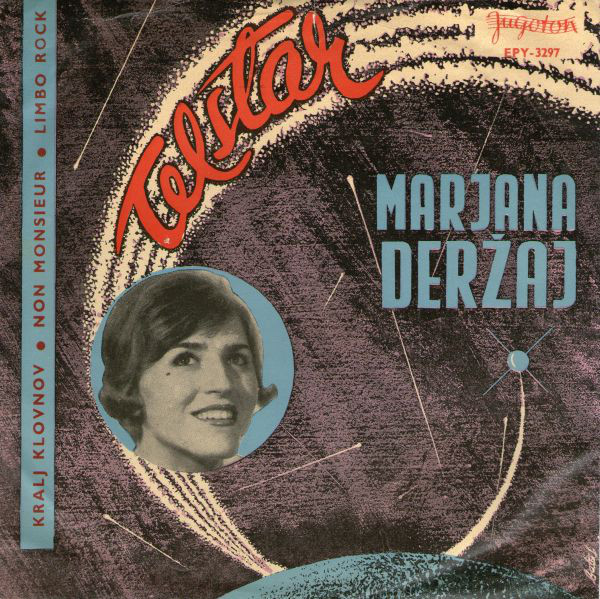 Jugoton
EPY-3297
Telstar
MARJANA
DERŽAJ
KRALJ KLOVNOV • NON MONSIEUR • LIMBO ROCK